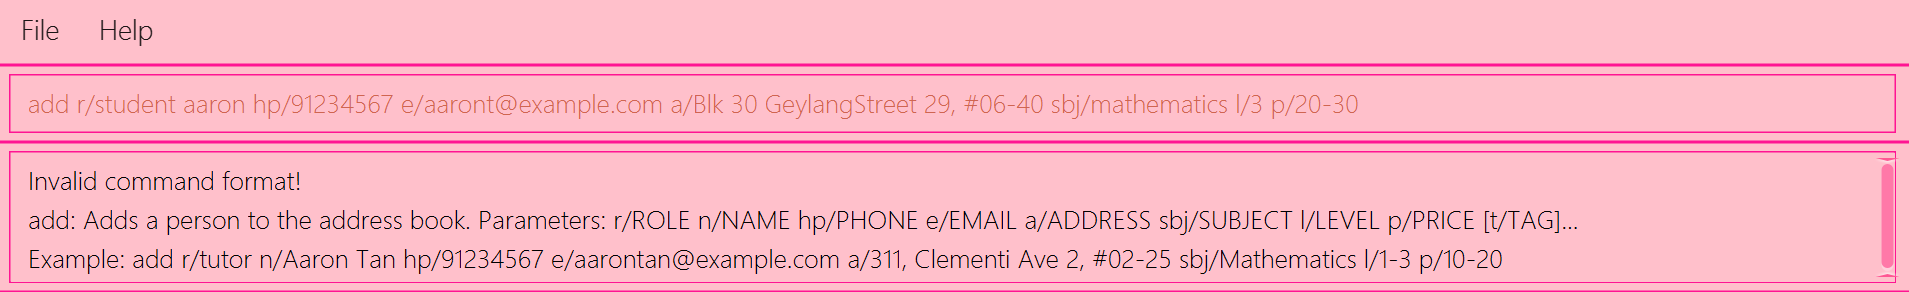 File Help
add r/student aaron hp/91234567 e/aaront@example.com a/Blk 30 GeylangStreet 29, #06-40 sbj/mathematics l/3 p/20-30
Invalid command format!
add: Adds a person to the address book. Parameters: r/ROLE n/NAME hp/PHONE e/EMAIL a/ADDRESS sbj/SUBJECT l/LEVEL p/PRICE [t/TAG]...
Example: add r/tutor n/Aaron Tan hp/91234567 e/aarontan@example.com a/311, Clementi Ave 2, #02-25 sbj/Mathematics l/1-3 p/10-20